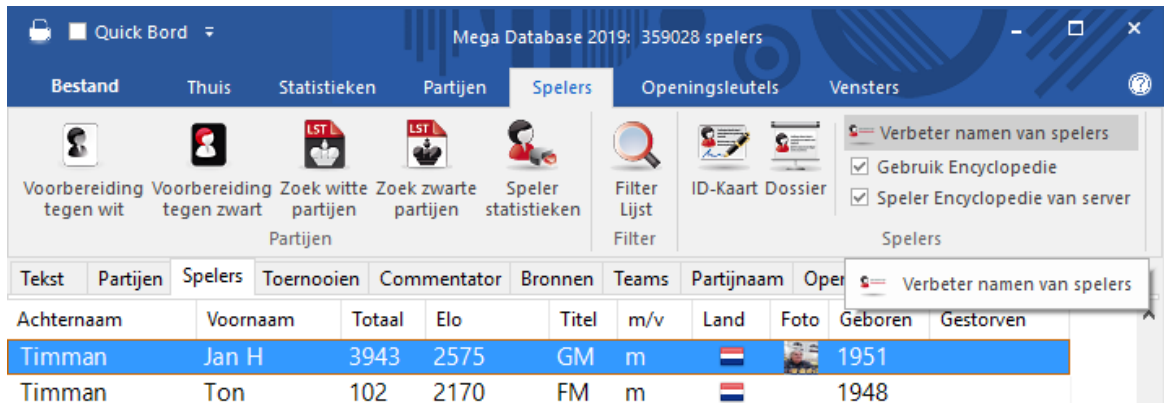 Quick Bord
Mega Database 2019: 359028 spelers
Bestand Thuis Statistieken Partijen Spelers Openingsleutels Vensters
Voorbereiding tegen wit
Voorbereiding tegen zwart
LST
Zoek witte partijen
LST
Zoek zwarte partijen
Speler statistieken
Partijen
Filter Lijst
Filter
ID-Kaart
Dossier
Verbeter namen van spelers
Gebruik Encyclopedie
Speler Encyclopedie van server
Spelers
Tekst Partijen Spelers Toernooien Commentator Bronnen Teams Partijnaam Oper
Verbeter namen van spelers
Achternaam Voornaam Totaal Elo Titel m/v Land Foto Geboren Gestorven
Timman Jan H 3943 2575 GM m 1951
Timman Ton 102 2170 FM m 1948